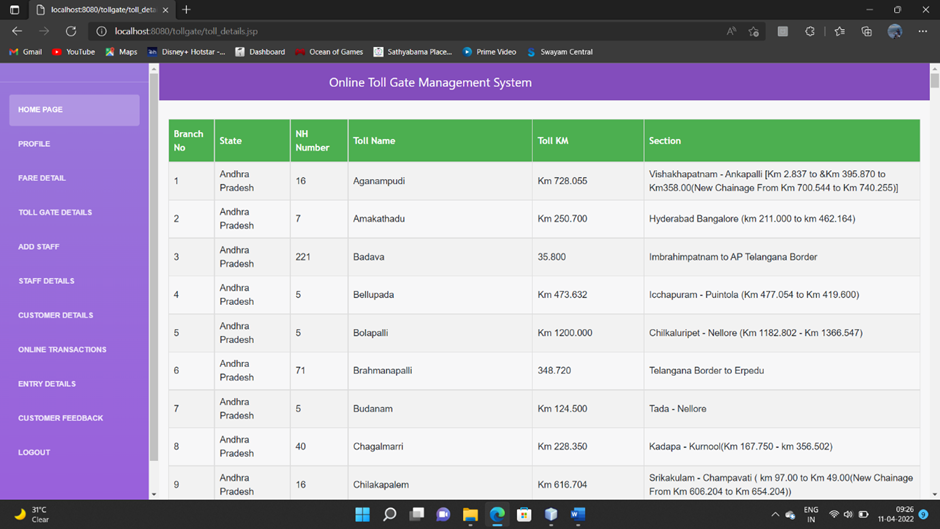 localhost:8080/tollgate/toll_deta
localhost:8080/tollgate/toll_details.jsp
Gmail YouTube Maps Disney+ Hotstar -... Dashboard Ocean of Games Sathyabama Place... Prime Video Swayam Central
Online Toll Gate Management System
HOME PAGE
PROFILE
FARE DETAIL
TOLL GATE DETAILS
ADD STAFF
STAFF DETAILS
CUSTOMER DETAILS
ONLINE TRANSACTIONS
ENTRY DETAILS
CUSTOMER FEEDBACK
LOGOUT
Branch No State NH Number Toll Name Toll KM Section
1 Andhra Pradesh 16 Aganampudi Km 728.055 Vishakhapatnam - Ankapalli [Km 2.837 to &Km 395.870 to Km358.00(New Chainage From Km 700.544 to Km 740.255)]
2 Andhra Pradesh 7 Amakathadu Km 250.700 Hyderabad Bangalore (km 211.000 to km 462.164)
3 Andhra Pradesh 221 Badava 35.800 Imbrahimpatnam to AP Telangana Border
4 Andhra Pradesh 5 Bellupada Km 473.632 Icchapuram - Puintola (Km 477.054 to Km 419.600)
5 Andhra Pradesh 5 Bolapalli Km 1200.000 Chilkaluripet - Nellore (Km 1182.802 - Km 1366.547)
6 Andhra Pradesh 71 Brahmanapalli 348.720 Telangana Border to Erpedu
7 Andhra Pradesh 5 Budanam Km 124.500 Tada - Nellore
8 Andhra Pradesh 40 Chagalmarri Km 228.350 Kadapa - Kurnool(Km 167.750 - km 356.502)
9 Andhra Pradesh 16 Chilakapalem Km 616.704 Srikakulam - Champavati ( km 97.00 to Km 49.00(New Chainage From Km 606.204 to Km 654.204))
31°C
Clear
ENG
IN
09:26
11-04-2022